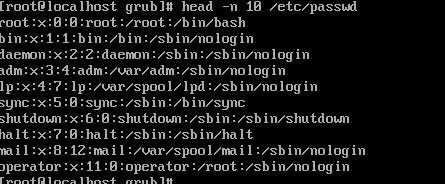 [root@localhost grub]# head -n 10 /etc/passwd
root:x:0:0:root:/root:/bin/bash
bin:x:1:1:bin:/bin:/sbin/nologin
daemon:x:2:2:daemon:/sbin:/sbin/nologin
adm:x:3:4:adm:/var/adm:/sbin/nologin
lp:x:4:7:lp:/var/spool/lpd:/sbin/nologin
sync:x:5:0:sync:/sbin:/bin/sync
shutdown:x:6:0:shutdown:/sbin:/sbin/shutdown
halt:x:7:0:halt:/sbin:/sbin/halt
mail:x:8:12:mail:/var/spool/mail:/sbin/nologin
operator:x:11:0:operator:/root:/sbin/nologin
[root@localhost grub]#